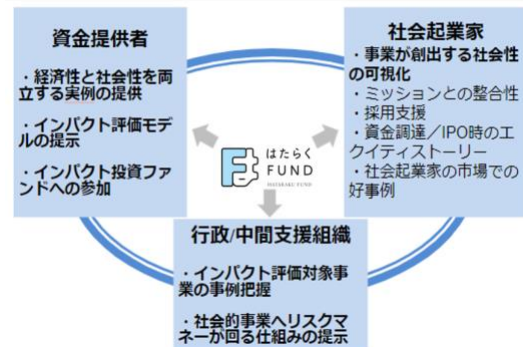 資金提供者
・経済性と社会性を両
立する実例の提供
・インパクト評価モデ
ルの提示
・インパクト投資ファ
ンドへの参加
社会起業家
・事業が創出する社会性
の可視化
・ミッションとの整合性
・採用支援
・資金調達／IPO時のエ
クイティストーリー
・社会起業家の市場での
好事例
はたらく
FUND
HATARAKU FUND
行政/中間支援組織
・インパクト評価対象事
業の事例把握
・社会的事業へリスクマ
ネーが回る仕組みの提示